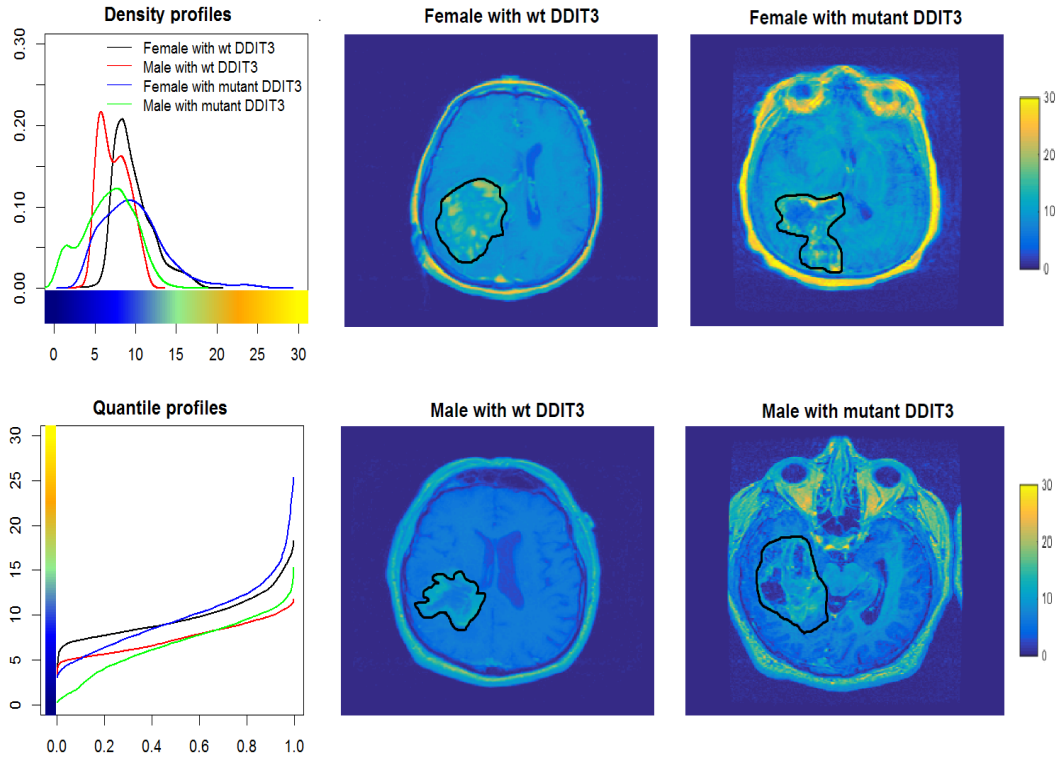 Density profiles
Female with wt DDIT3
Male with wt DDIT3
Female with mutant DDIT3
Male with mutant DDIT3
0.30
0.20
0.10
0.00
0 5 10 15 20 25 30
Female with wt DDIT3
Female with mutant DDIT3
30
20
10
0
Quantile profiles
30
25
20
15
10
5
0
0.0 0.2 0.4 0.6 0.8 1.0
Male with wt DDIT3
Male with mutant DDIT3
30
20
10
0